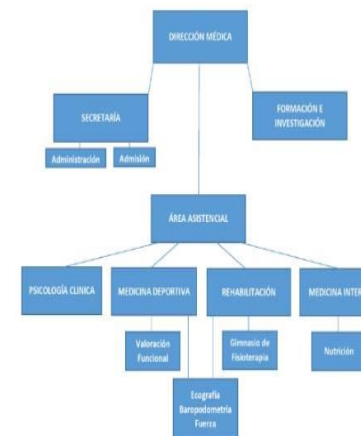 DIRECCIÓN MÉDICA
SECRETARÍA
FORMACIÓN E
INVESTIGACIÓN
Administración
Admisión
ÁREA ASISTENCIAL
PSICOLOGÍA CLINICA
MEDICINA DEPORTIVA
REHABILITACIÓN
MEDICINA INTER
Valoración
Funcional
Gimnasio de
Fisioterapia
Nutrición
Ecografía
Baropodometría
Fuerza